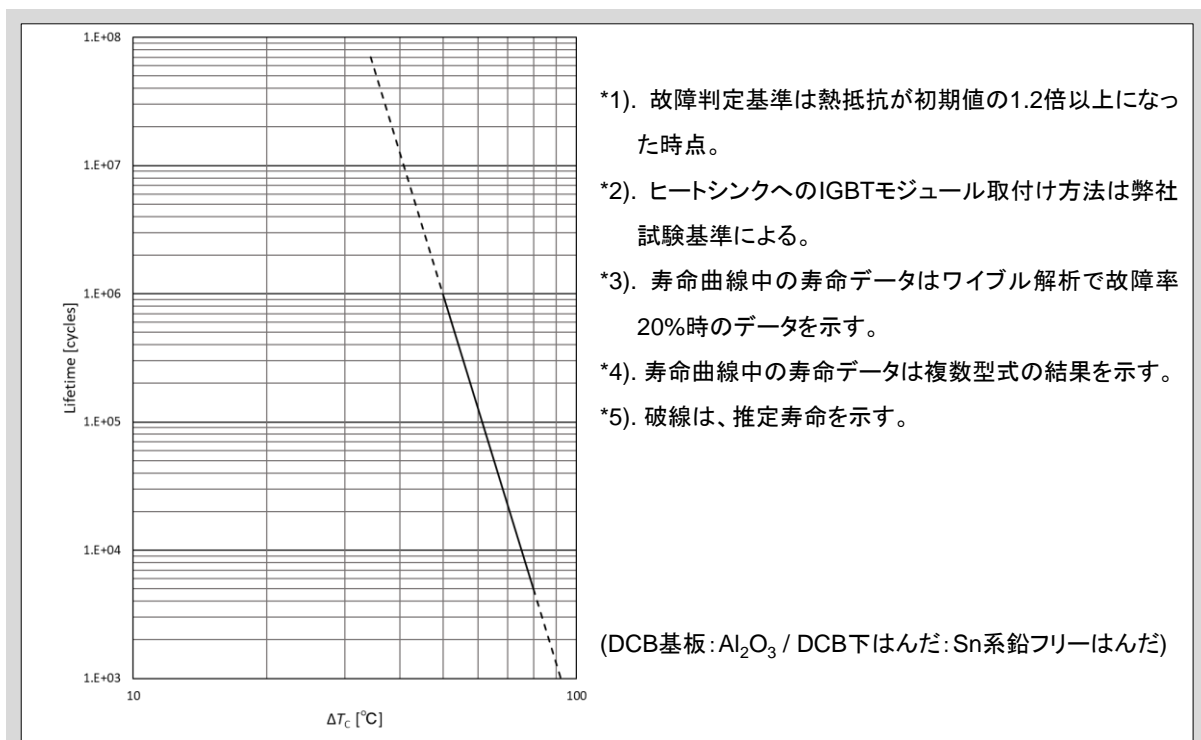 1.E+08
1.E+07
1.E+06
1.E+05
1.E+04
1.E+03
Lifetime [cycles]
10
100
ΔT_C [°C]
*1). 故障判定基準は熱抵抗が初期値の1.2倍以上になっ
た時点。
*2). ヒートシンクへのIGBTモジュール取付け方法は弊社
試験基準による。
*3). 寿命曲線中の寿命データはワイブル解析で故障率
20%時のデータを示す。
*4). 寿命曲線中の寿命データは複数型式の結果を示す。
*5). 破線は、推定寿命を示す。
(DCB基板：Al₂O₃ / DCB下はんだ：Sn系鉛フリーはんだ)